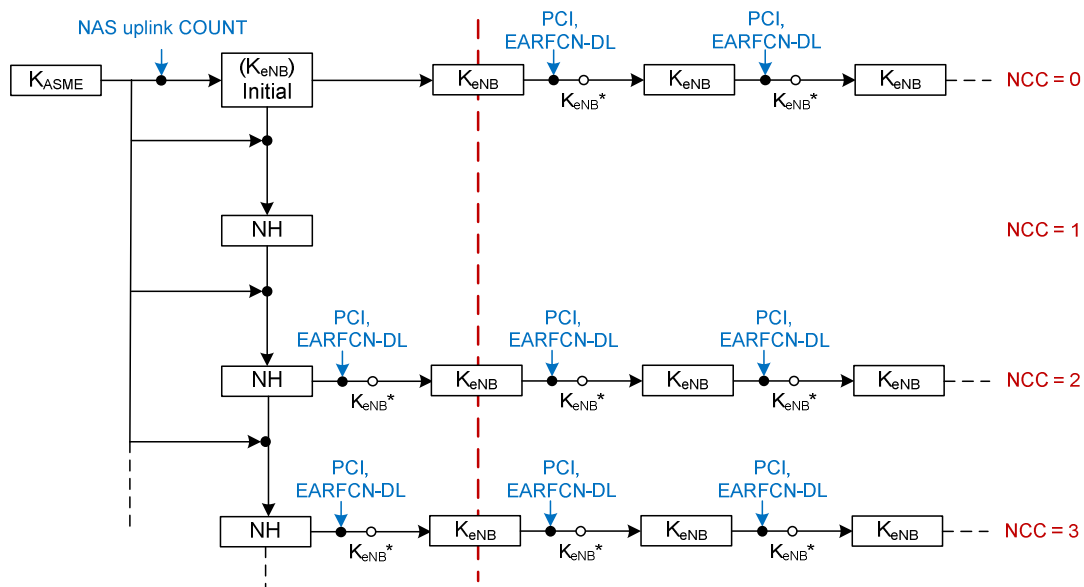 NAS uplink COUNT
PCI,
EARFCN-DL
PCI,
EARFCN-DL
KASME
(KeNB)
Initial
KeNB
KeNB*
KeNB
KeNB*
KeNB
NCC = 0
NH
NCC = 1
PCI,
EARFCN-DL
PCI,
EARFCN-DL
PCI,
EARFCN-DL
NH
KeNB*
KeNB
KeNB*
KeNB
KeNB*
KeNB
NCC = 2
PCI,
EARFCN-DL
PCI,
EARFCN-DL
PCI,
EARFCN-DL
NH
KeNB*
KeNB
KeNB*
KeNB
KeNB*
KeNB
NCC = 3